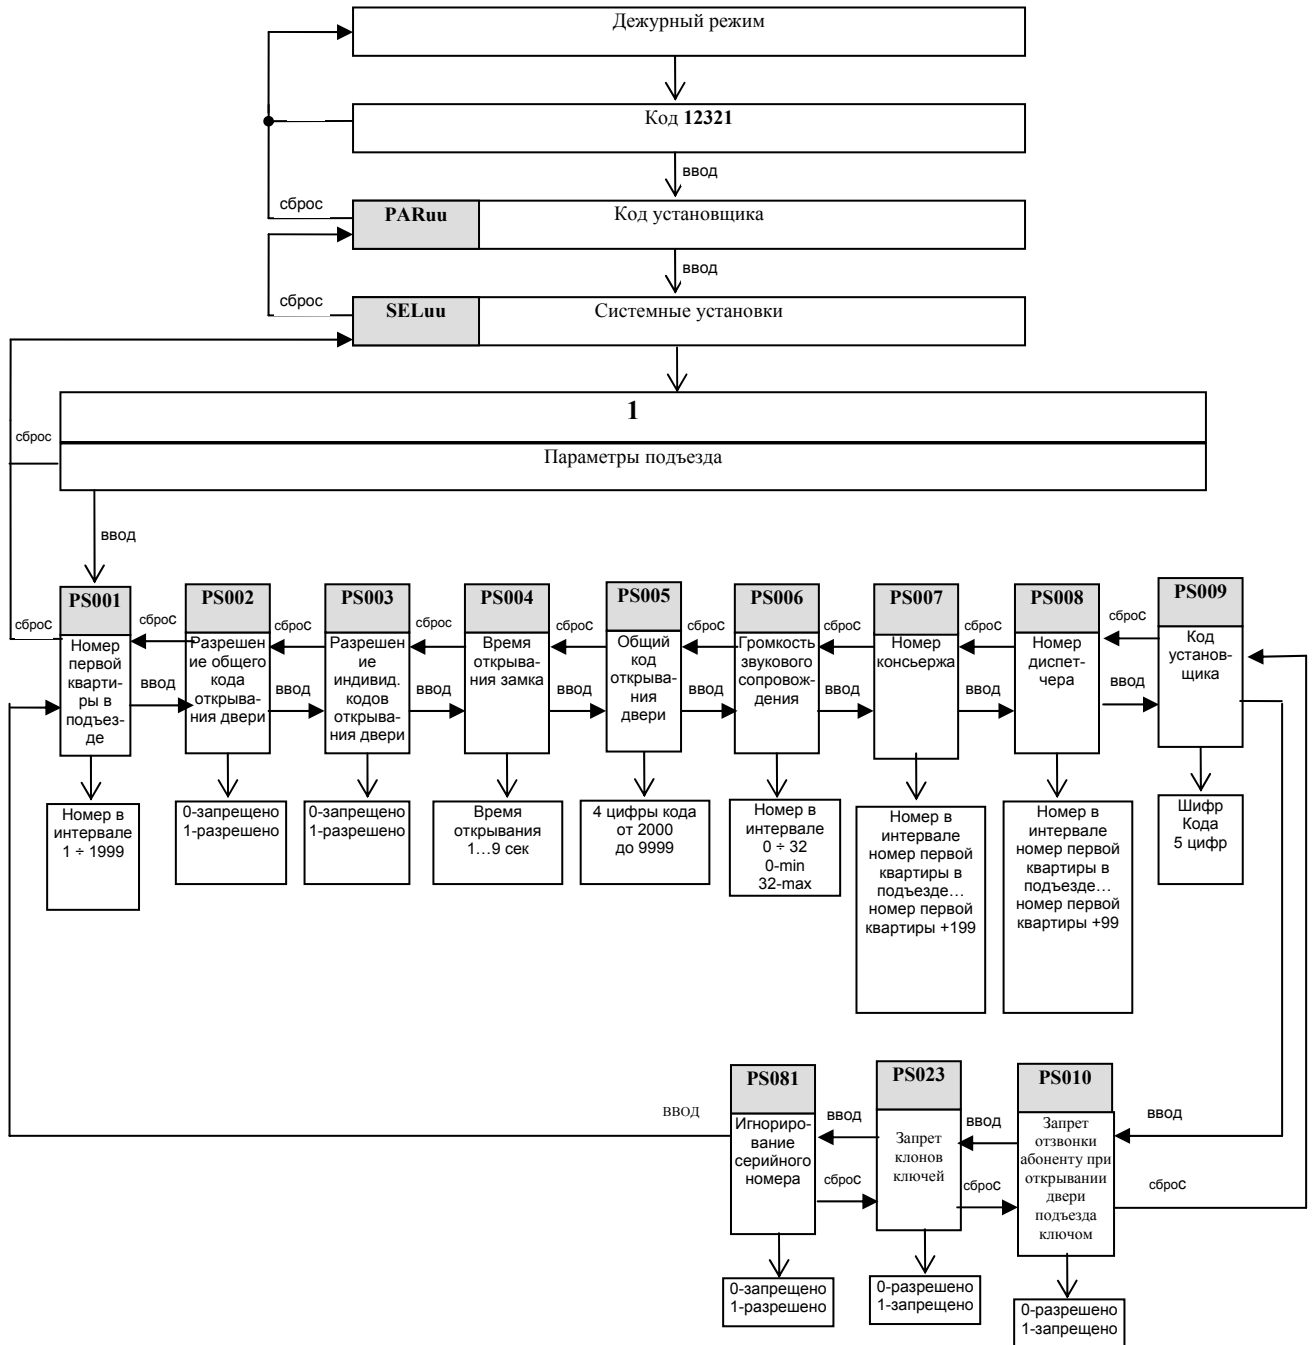 Дежурный режим
Код 12321
ввод
сброс
PARuu
Код установщика
ввод
сброс
SELuu
Системные установки
1
сброс
Параметры подъезда
ввод
PS001
PS002
PS003
PS004
PS005
PS006
PS007
PS008
PS009
сброс
Номер
первой
кварти-
ры в
подъез-
де
сброс
ввод
Разрешен
ие общего
кода
открыв-
ания двери
сброс
ввод
Разрешен
ие
индивид.
кодов
открыва-
ния двери
сброс
ввод
Время
открыва-
ния замка
сброс
ввод
Общий
код
открыва-
ния
двери
сброс
ввод
Громкость
звукового
сопровож-
дения
сброс
ввод
Номер
консьержа
сброс
ввод
Номер
диспет-
чера
сброс
ввод
Код
установ-
щика
Номер в
интервале
1 ÷ 1999
0-запрещено
1-разрешено
0-запрещено
1-разрешено
Время
открывания
1...9 сек
4 цифры кода
от 2000
до 9999
Номер в
интервале
0 ÷ 32
0-min
32-max
Номер в
интервале
номер первой
квартиры в
подъезде...
номер первой
квартиры +199
Номер в
интервале
номер первой
квартиры в
подъезде...
номер первой
квартиры +99
Шифр
Кода
5 цифр
PS081
PS023
PS010
ввод
Игнориро-
вание
серийного
номера
ввод
сброс
Запрет
клонов
ключей
ввод
сброс
Запрет
отзвонки
абоненту при
открывании
двери
подъезда
ключом
ввод
сброс
0-запрещено
1-разрешено
0-разрешено
1-запрещено
0-разрешено
1-запрещено